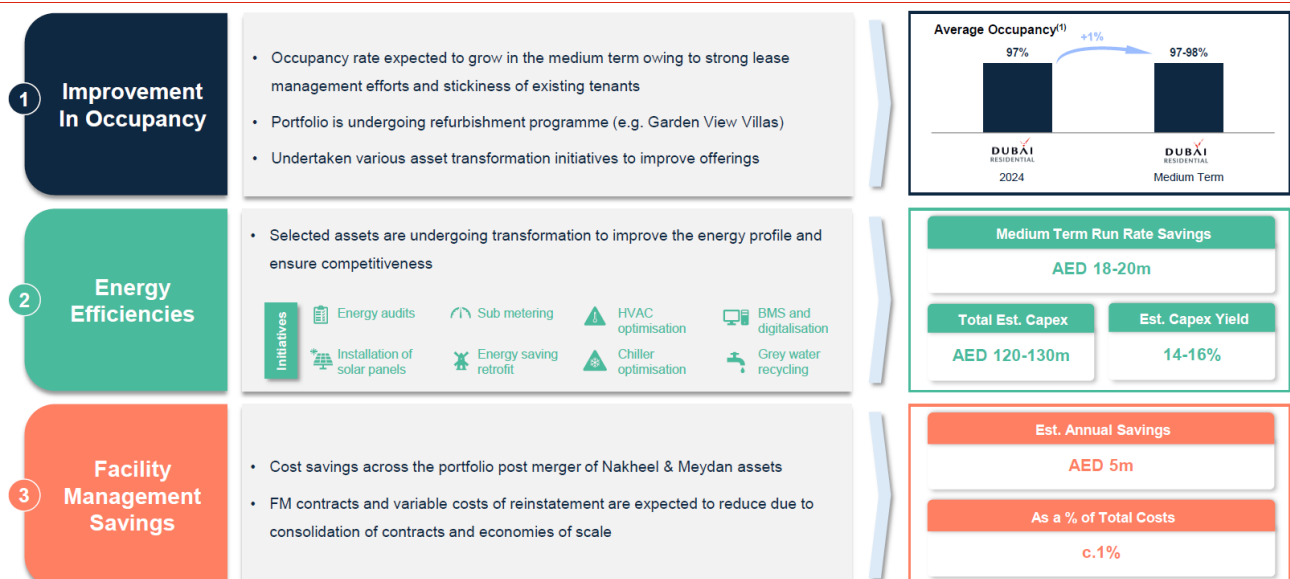 1
Improvement
In Occupancy
• Occupancy rate expected to grow in the medium term owing to strong lease
management efforts and stickiness of existing tenants
• Portfolio is undergoing refurbishment programme (e.g. Garden View Villas)
• Undertaken various asset transformation initiatives to improve offerings
Average Occupancy(1)
+1%
97%
97-98%
DUBAI
RESIDENTIAL
DUBAI
RESIDENTIAL
2024
Medium Term
2
Energy
Efficiencies
• Selected assets are undergoing transformation to improve the energy profile and
ensure competitiveness
Initiatives
Energy audits
Sub metering
HVAC
optimisation
BMS and
digitalisation
Installation of
solar panels
Energy saving
retrofit
Chiller
optimisation
Grey water
recycling
Medium Term Run Rate Savings
AED 18-20m
Total Est. Capex
AED 120-130m
Est. Capex Yield
14-16%
3
Facility
Management
Savings
• Cost savings across the portfolio post merger of Nakheel & Meydan assets
• FM contracts and variable costs of reinstatement are expected to reduce due to
consolidation of contracts and economies of scale
Est. Annual Savings
AED 5m
As a % of Total Costs
c.1%